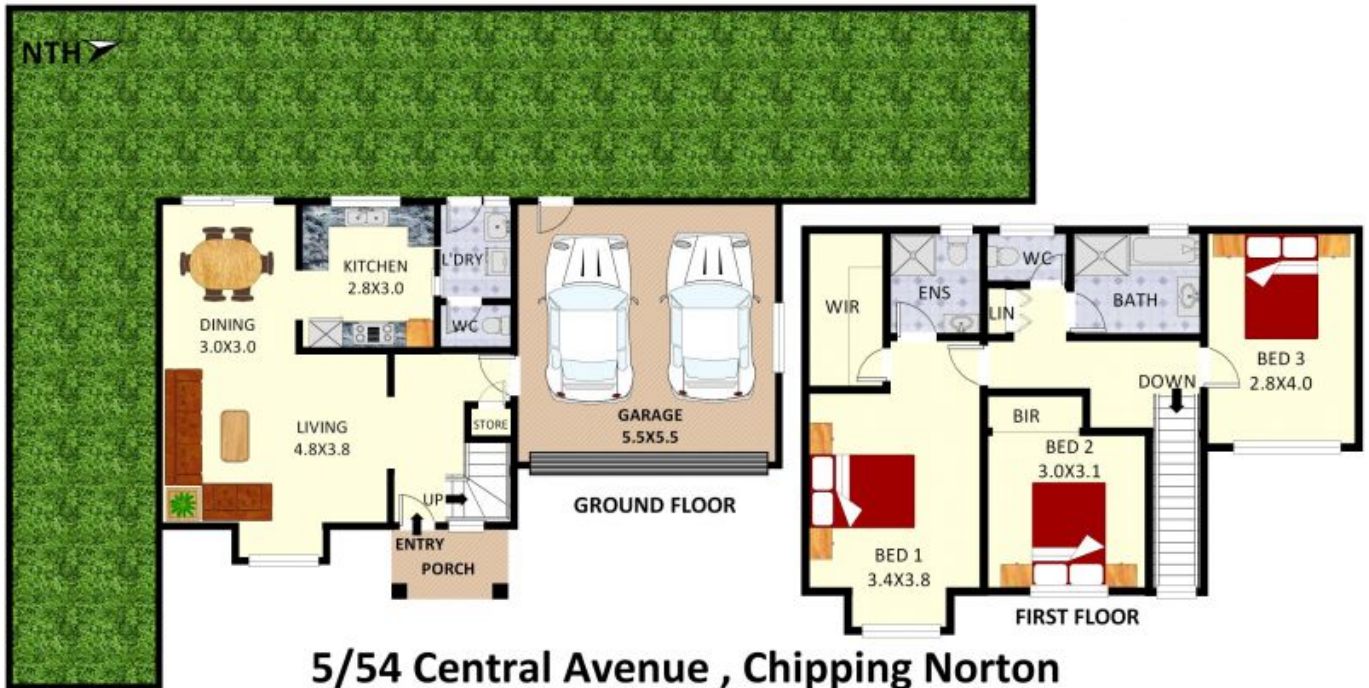 NTH
KITCHEN
2.8X3.0
L'DRY
WC
DINING
3.0X3.0
LIVING
4.8X3.8
STORE
UP
ENTRY
PORCH
GARAGE
5.5X5.5
GROUND FLOOR
WIR
ENS
WC
LIN
BATH
BED 3
2.8X4.0
DOWN
BIR
BED 2
3.0X3.1
BED 1
3.4X3.8
FIRST FLOOR
5/54 Central Avenue , Chipping Norton